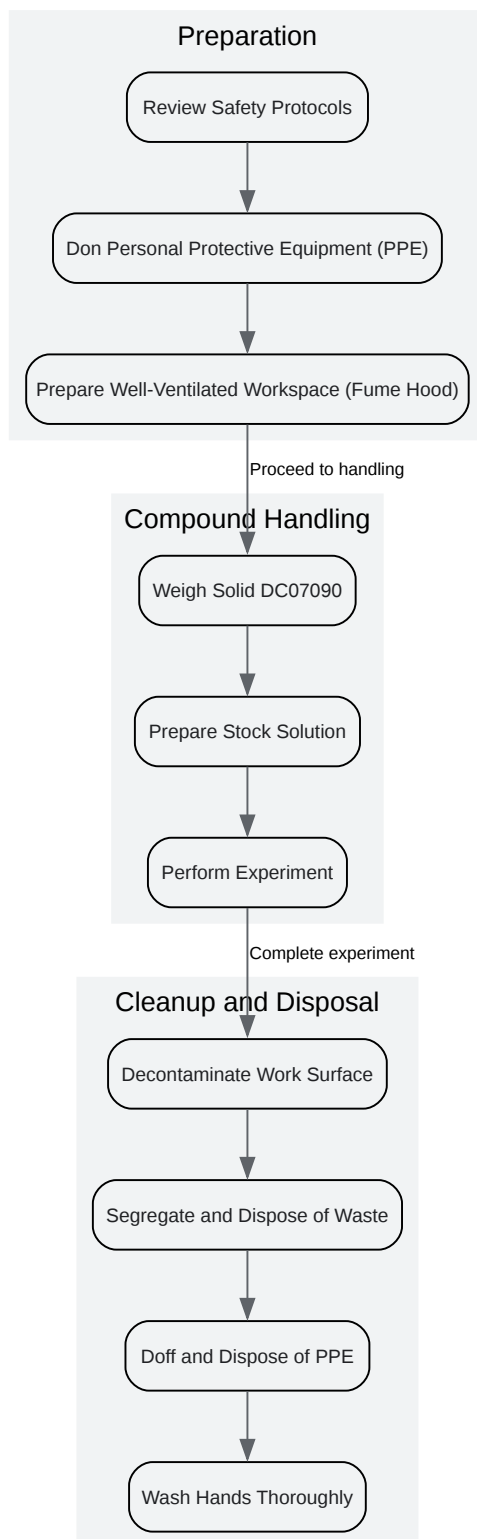 Preparation
Review Safety Protocols
Don Personal Protective Equipment (PPE)
Prepare Well-Ventilated Workspace (Fume Hood)
Proceed to handling
Compound Handling
Weigh Solid DC07090
Prepare Stock Solution
Perform Experiment
Complete experiment
Cleanup and Disposal
Decontaminate Work Surface
Segregate and Dispose of Waste
Doff and Dispose of PPE
Wash Hands Thoroughly